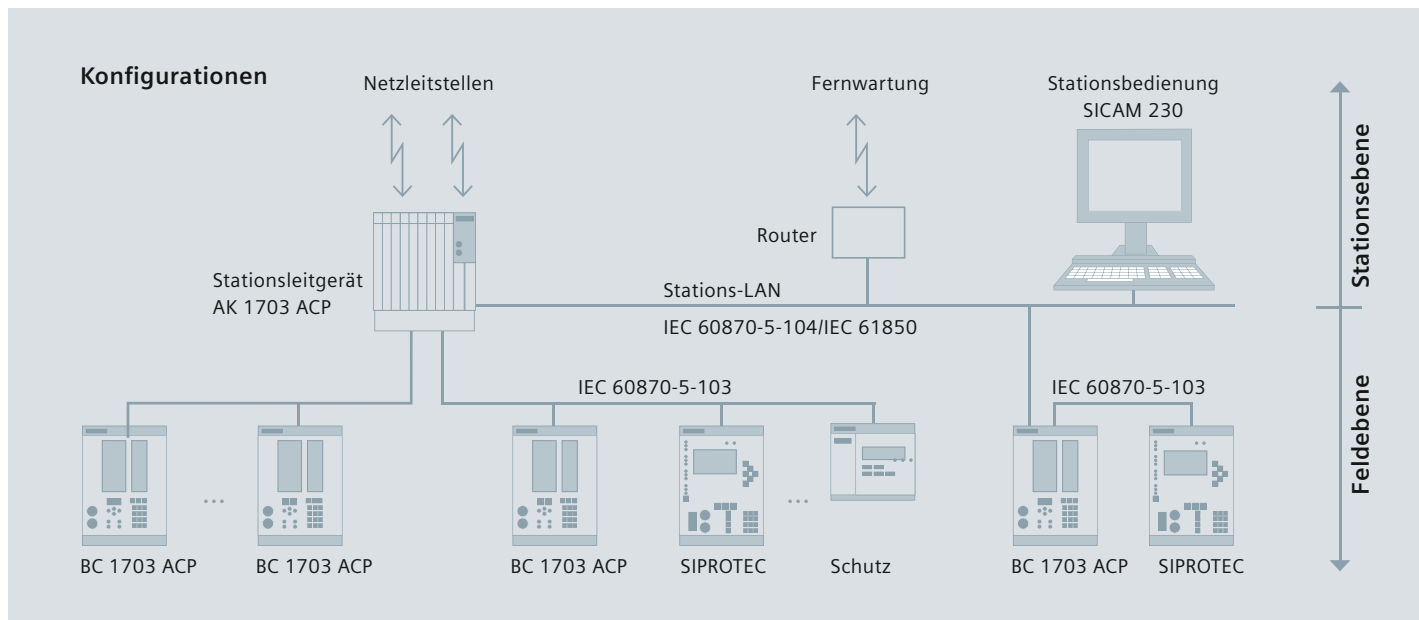 Konfigurationen
Netzleitstellen
Fernwartung
Stationsbedienung
SICAM 230
Stationsebene
Router
Stationsleitgerät
AK 1703 ACP
Stations-LAN
IEC 60870-5-104/IEC 61850
IEC 60870-5-103
IEC 60870-5-103
Feldebene
...
...
BC 1703 ACP
BC 1703 ACP
BC 1703 ACP
SIPROTEC
Schutz
BC 1703 ACP
SIPROTEC